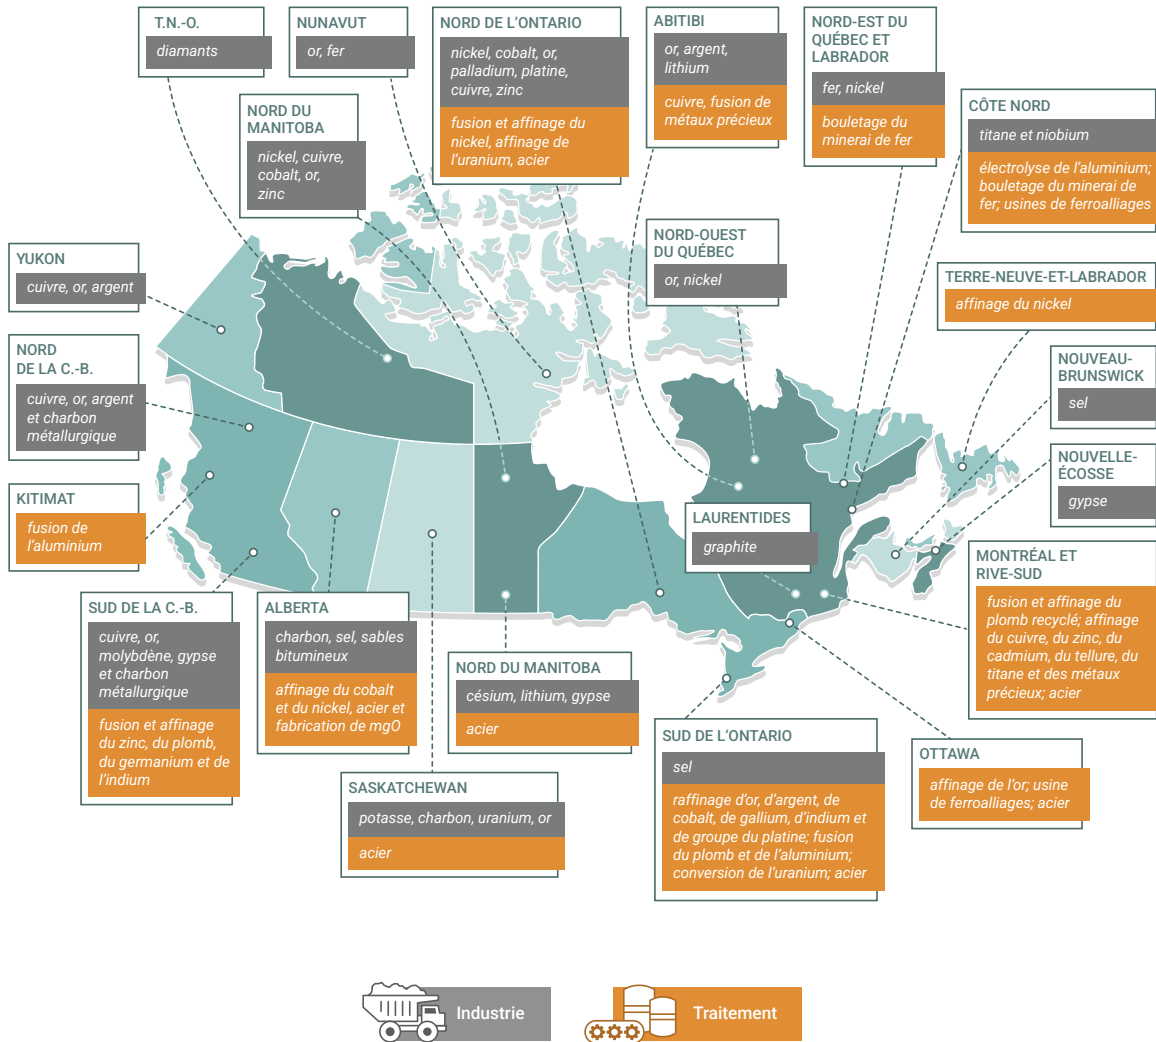 T.N.-O.
diamants
NUNAVUT
or, fer
NORD DE L'ONTARIO
nickel, cobalt, or,
palladium, platine,
cuivre, zinc
fusion et affinage du
nickel, affinage de
l'uranium, acier
ABITIBI
or, argent,
lithium
cuivre, fusion de
métaux précieux
NORD-EST DU
QUÉBEC ET
LABRADOR
fer, nickel
bouletage du
minerai de fer
CÔTE NORD
titane et niobium
électrolyse de l'aluminium;
bouletage du minerai de
fer; usines de ferroalliages
NORD DU
MANITOBA
nickel, cuivre,
cobalt, or,
zinc
NORD-OUEST
DU QUÉBEC
or, nickel
YUKON
cuivre, or, argent
TERRE-NEUVE-ET-LABRADOR
affinage du nickel
NORD
DE LA C.-B.
cuivre, or, argent
et charbon
métallurgique
NOUVEAU-
BRUNSWICK
sel
NOUVELLE-
ÉCOSSE
gypse
KITIMAT
fusion de
l'aluminium
LAURENTIDES
graphite
MONTRÉAL ET
RIVE-SUD
fusion et affinage du
plomb recyclé; affinage
du cuivre, du zinc, du
cadmium, du tellure, du
titane et des métaux
précieux; acier
SUD DE LA C.-B.
cuivre, or,
molybdène, gypse
et charbon
métallurgique
fusion et affinage
du zinc, du plomb,
du germanium et de
l'indium
ALBERTA
charbon, sel, sables
bitumineux
affinage du cobalt
et du nickel, acier et
fabrication de mgO
NORD DU MANITOBA
césium, lithium, gypse
acier
SASKATCHEWAN
potasse, charbon, uranium, or
acier
SUD DE L'ONTARIO
sel
raffinage d'or, d'argent, de
cobalt, de gallium, d'indium et
de groupe du platine; fusion
du plomb et de l'aluminium;
conversion de l'uranium; acier
OTTAWA
affinage de l'or; usine
de ferroalliages; acier
Industrie
Traitement